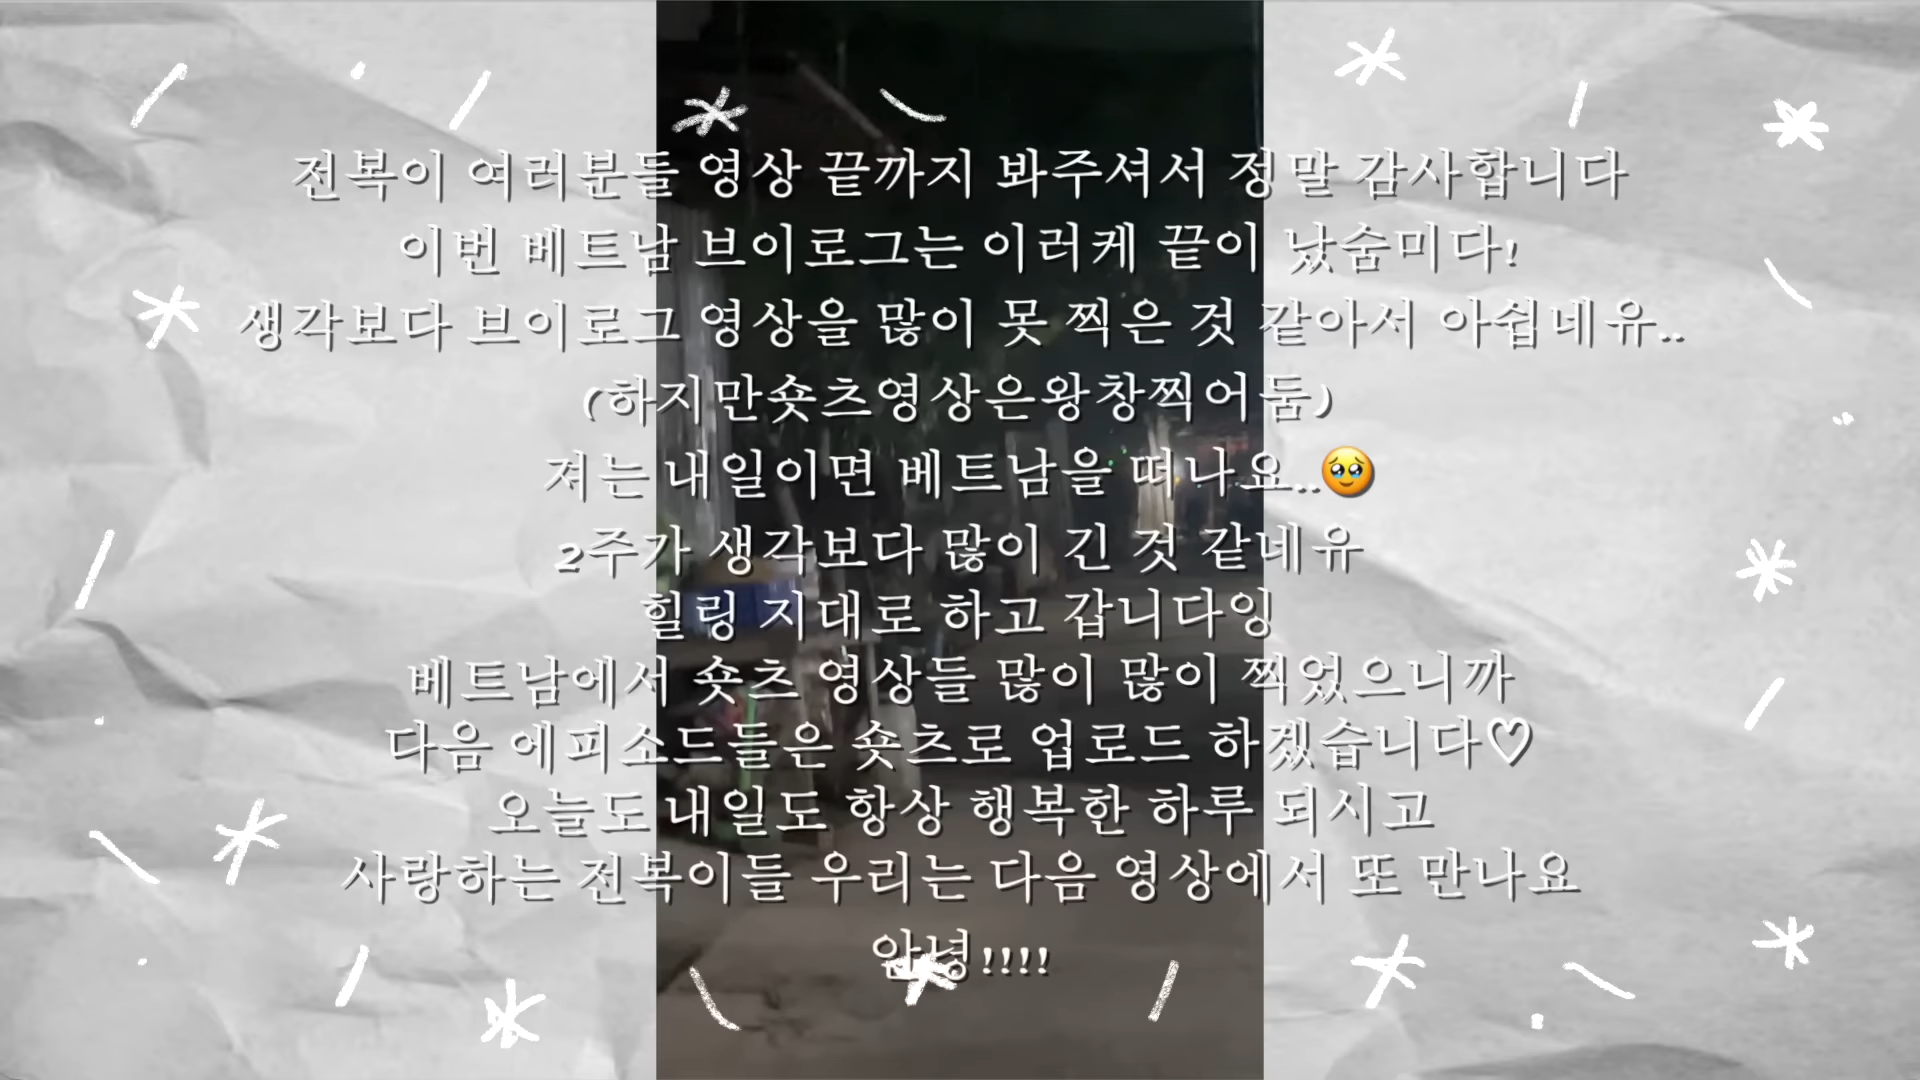 전복이 여러분들 영상 끝까지 봐주셔서 정말 감사합니다
이번 베트남 브이로그는 이러케 끝이 났숨미다!
생각보다 브이로그 영상을 많이 못 찍은 것 같아서 아쉽네유..
(하지만숏츠영상은왕창찍어둠)
저는 내일이면 베트남을 떠나요..🥹
2주가 생각보다 많이 긴 것 같네유
힐링 지대로 하고 갑니다잉
베트남에서 숏츠 영상들 많이 많이 찍었으니까
다음 에피소드들은 숏츠로 업로드 하겠습니다♡
오늘도 내일도 항상 행복한 하루 되시고
사랑하는 전복이들 우리는 다음 영상에서 또 만나요
안녕!!!!